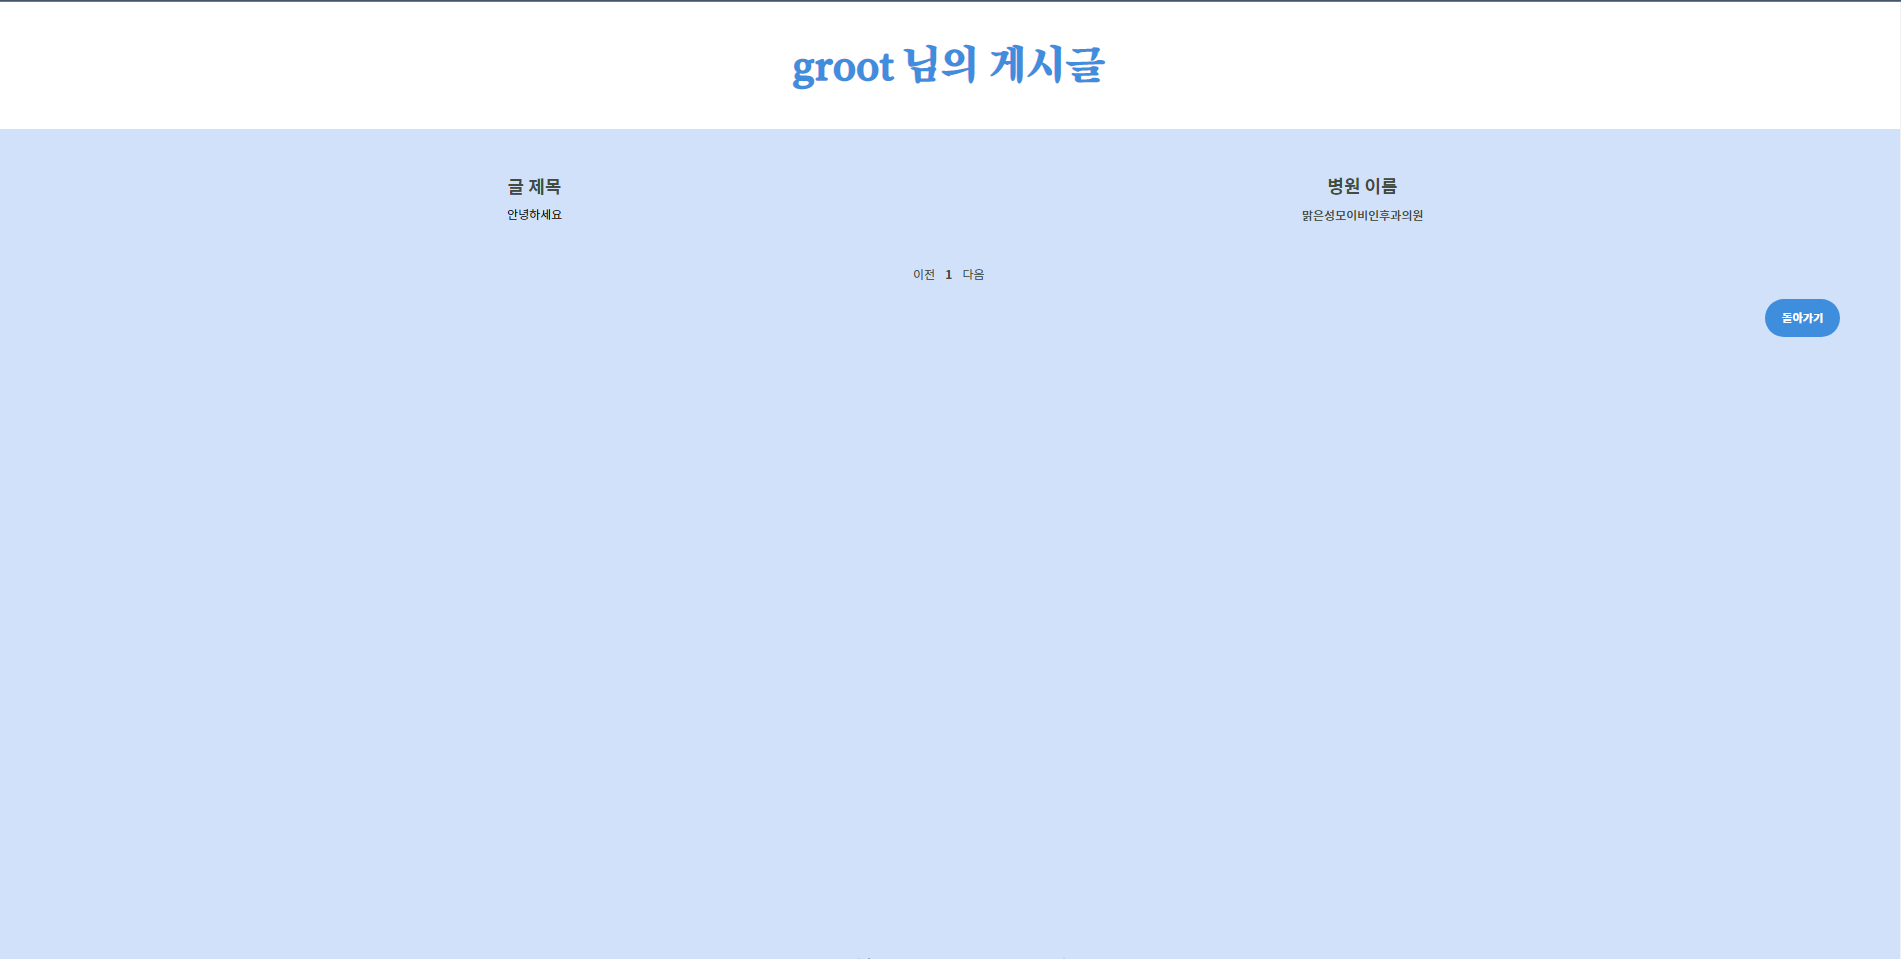 groot 님의 게시글
글 제목 병원 이름
안녕하세요 맑은성모이비인후과의원
이전 1 다음
돌아가기